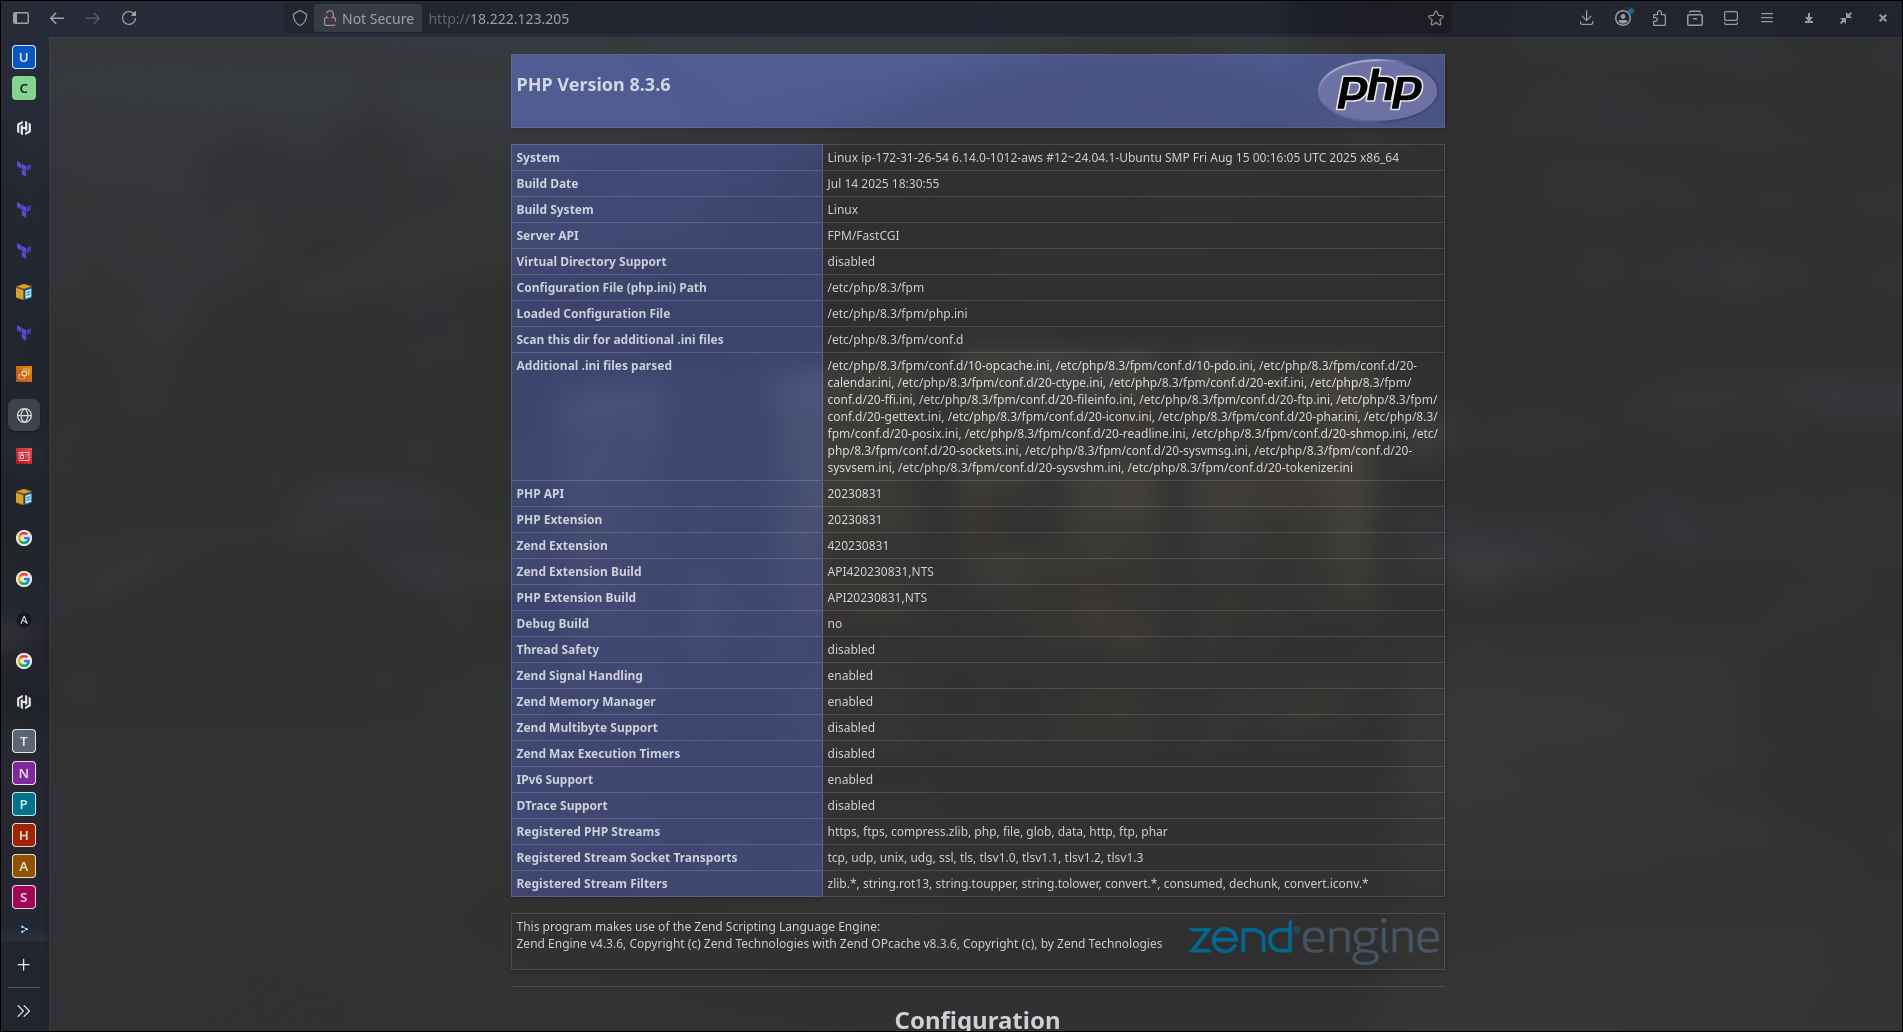 Not Secure
http://18.222.123.205
U
C
A
T
N
P
H
A
S
PHP Version 8.3.6
php
System Linux ip-172-31-26-54 6.14.0-1012-aws #12~24.04.1-Ubuntu SMP Fri Aug 15 00:16:05 UTC 2025 x86_64
Build Date Jul 14 2025 18:30:55
Build System Linux
Server API FPM/FastCGI
Virtual Directory Support disabled
Configuration File (php.ini) Path /etc/php/8.3/fpm
Loaded Configuration File /etc/php/8.3/fpm/php.ini
Scan this dir for additional .ini files /etc/php/8.3/fpm/conf.d
Additional .ini files parsed /etc/php/8.3/fpm/conf.d/10-opcache.ini, /etc/php/8.3/fpm/conf.d/10-pdo.ini, /etc/php/8.3/fpm/conf.d/20-
calendar.ini, /etc/php/8.3/fpm/conf.d/20-ctype.ini, /etc/php/8.3/fpm/conf.d/20-exif.ini, /etc/php/8.3/fpm/
conf.d/20-ffi.ini, /etc/php/8.3/fpm/conf.d/20-fileinfo.ini, /etc/php/8.3/fpm/conf.d/20-ftp.ini, /etc/php/8.3/fpm/
conf.d/20-gettext.ini, /etc/php/8.3/fpm/conf.d/20-iconv.ini, /etc/php/8.3/fpm/conf.d/20-phar.ini, /etc/php/8.3/
fpm/conf.d/20-posix.ini, /etc/php/8.3/fpm/conf.d/20-readline.ini, /etc/php/8.3/fpm/conf.d/20-shmop.ini, /etc/
php/8.3/fpm/conf.d/20-sockets.ini, /etc/php/8.3/fpm/conf.d/20-sysvmsg.ini, /etc/php/8.3/fpm/conf.d/20-
sysvsem.ini, /etc/php/8.3/fpm/conf.d/20-sysvshm.ini, /etc/php/8.3/fpm/conf.d/20-tokenizer.ini
PHP API 20230831
PHP Extension 20230831
Zend Extension 420230831
Zend Extension Build API420230831,NTS
PHP Extension Build API20230831,NTS
Debug Build no
Thread Safety disabled
Zend Signal Handling enabled
Zend Memory Manager enabled
Zend Multibyte Support disabled
Zend Max Execution Timers disabled
IPv6 Support enabled
DTrace Support disabled
Registered PHP Streams https, ftps, compress.zlib, php, file, glob, data, http, ftp, phar
Registered Stream Socket Transports tcp, udp, unix, udg, ssl, tls, tlsv1.0, tlsv1.1, tlsv1.2, tlsv1.3
Registered Stream Filters zlib.*, string.rot13, string.toupper, string.tolower, convert.*, consumed, dechunk, convert.iconv.*
This program makes use of the Zend Scripting Language Engine:
Zend Engine v4.3.6, Copyright (c) Zend Technologies with Zend OPcache v8.3.6, Copyright (c), by Zend Technologies
zend engine
Configuration